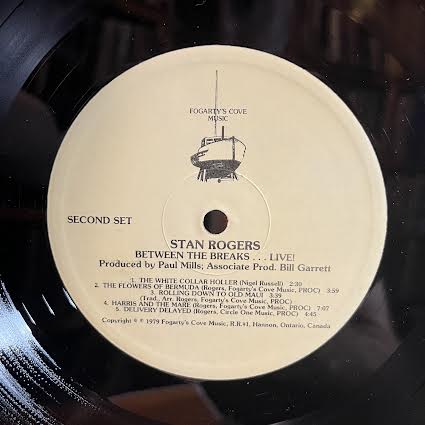 FOGARTY'S COVE
MUSIC
SECOND SET
STAN ROGERS
BETWEEN THE BREAKS . . . LIVE!
Produced by Paul Mills; Associate Prod. Bill Garrett
1. THE WHITE COLLAR HOLLER (Nigel Russell) 2:30
2. THE FLOWERS OF BERMUDA (Rogers, Fogarty's Cove Music, PROC) 3:59
3. ROLLING DOWN TO OLD MAUI 3:39
(Trad., Arr. Rogers, Fogarty's Cove Music, PROC)
4. HARRIS AND THE MARE (Rogers, Fogarty's Cove Music, PROC) 7:07
5. DELIVERY DELAYED (Rogers, Circle One Music, PROC) 4:45
Copyright © ℗ 1979 Fogarty's Cove Music, R.R.#1, Hannon, Ontario, Canada